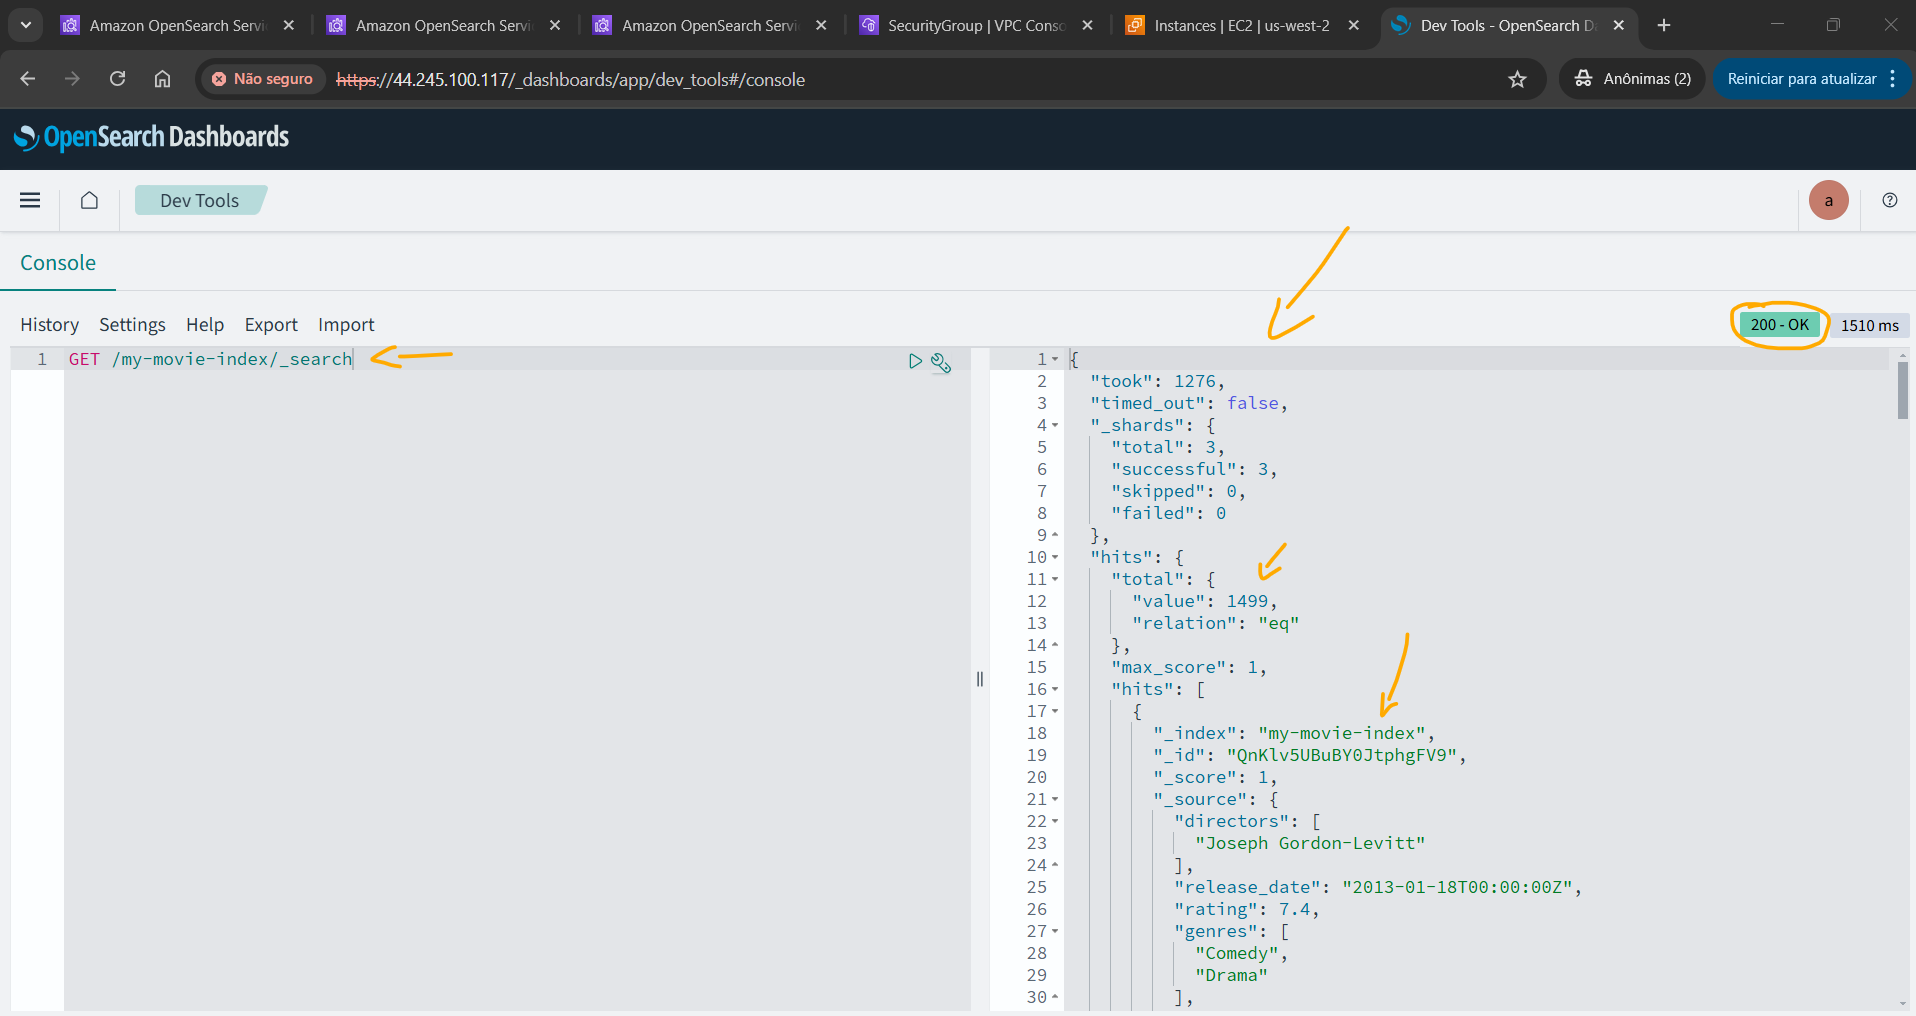 Amazon OpenSearch Servi
Amazon OpenSearch Servi
Amazon OpenSearch Servi
SecurityGroup | VPC Conso
Instances | EC2 | us-west-2
Dev Tools - OpenSearch D
Não seguro
https://44.245.100.117/_dashboards/app/dev_tools#/console
Anônimas (2)
Reiniciar para atualizar
OpenSearch Dashboards
Dev Tools
a
Console
History Settings Help Export Import
200 - OK
1510 ms
1 GET /my-movie-index/_search
1 {
2 "took": 1276,
3 "timed_out": false,
4 "_shards": {
5 "total": 3,
6 "successful": 3,
7 "skipped": 0,
8 "failed": 0
9 },
10 "hits": {
11 "total": {
12 "value": 1499,
13 "relation": "eq"
14 },
15 "max_score": 1,
16 "hits": [
17 {
18 "_index": "my-movie-index",
19 "_id": "QnKlv5UBuBY0JtphgFV9",
20 "_score": 1,
21 "_source": {
22 "directors": [
23 "Joseph Gordon-Levitt"
24 ],
25 "release_date": "2013-01-18T00:00:00Z",
26 "rating": 7.4,
27 "genres": [
28 "Comedy",
29 "Drama"
30 ],